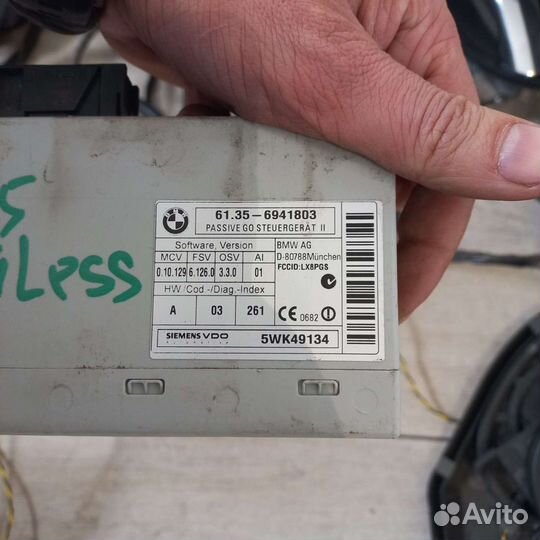 BMW
61.35-6941803
PASSIVE GO STEUERGERÄT II
Software, Version
BMW AG
MCV FSV OSV AI
D-80788München
0.10.129 6.126.0 3.3.0 01
FCCID:LX8PGS
HW/Cod-/Diag.-Index
A 03 261
CE 0682 !
SIEMENS VDO
AUTOMOTIVE
5WK49134
Avito